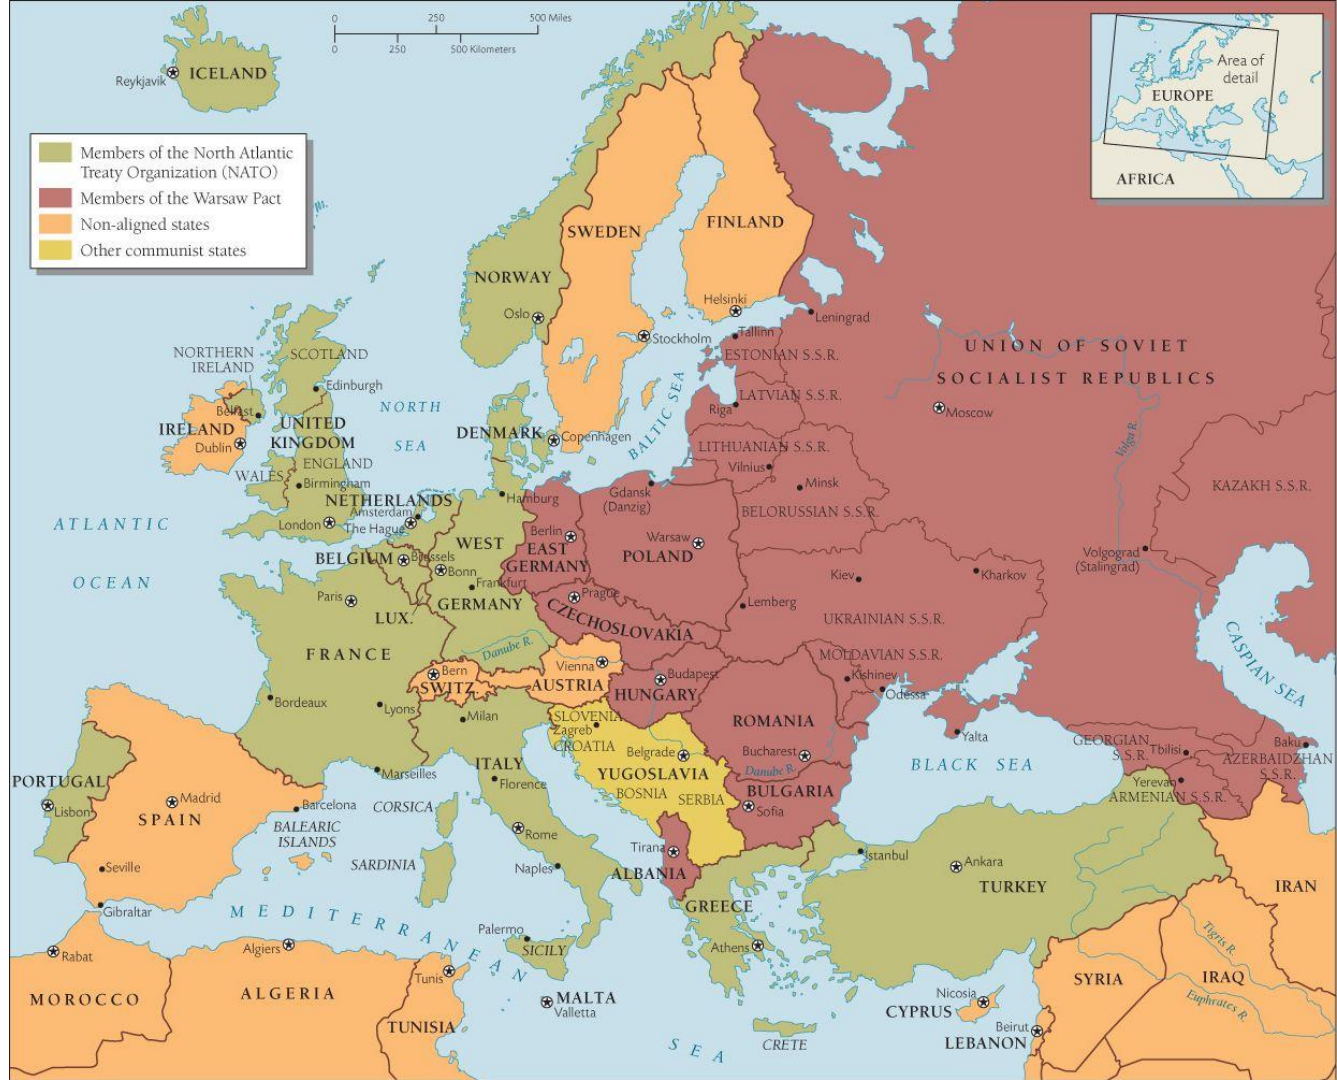 0 250 500 Miles
0 250 500 Kilometers
Reykjavik
ICELAND
Area of
detail
EUROPE
AFRICA
Members of the North Atlantic
Treaty Organization (NATO)
Members of the Warsaw Pact
Non-aligned states
Other communist states
SWEDEN
FINLAND
NORWAY
Oslo
Helsinki
Stockholm
Leningrad
Tallinn
ESTONIAN S.S.R.
UNION OF SOVIET
SOCIALIST REPUBLICS
Moscow
Volga R.
NORTHERN
IRELAND
SCOTLAND
Edinburgh
Belfast
IRELAND
Dublin
UNITED
KINGDOM
ENGLAND
WALES
Birmingham
London
NORTH
SEA
DENMARK
Copenhagen
BALTIC SEA
Riga
LATVIAN S.S.R.
LITHUANIAN S.S.R.
Vilnius
Minsk
BELORUSSIAN S.S.R.
KAZAKH S.S.R.
ATLANTIC
OCEAN
NETHERLANDS
Amsterdam
The Hague
Hamburg
Gdansk
(Danzig)
BELGIUM
Brussels
WEST
GERMANY
Bonn
Frankfurt
Berlin
EAST
GERMANY
Warsaw
POLAND
Volgograd
(Stalingrad)
Kiev
Kharkov
Paris
LUX.
Prague
CZECHOSLOVAKIA
Lemberg
UKRAINIAN S.S.R.
FRANCE
Danube R.
Vienna
AUSTRIA
Bern
SWITZ.
Budapest
HUNGARY
MOLDAVIAN S.S.R.
Kishinev
Odessa
CASPIAN SEA
Bordeaux
Lyons
Milan
SLOVENIA
Zagreb
CROATIA
Belgrade
YUGOSLAVIA
BOSNIA
SERBIA
ROMANIA
Bucharest
Danube R.
BULGARIA
Sofia
Yalta
BLACK SEA
GEORGIAN
S.S.R.
Tbilisi
Baku
AZERBAIDZHAN
S.S.R.
Yerevan
ARMENIAN S.S.R.
PORTUGAL
Lisbon
Madrid
SPAIN
Barcelona
BALEARIC
ISLANDS
Marseilles
CORSICA
SARDINIA
ITALY
Florence
Rome
Naples
Tirana
ALBANIA
GREECE
Athens
Istanbul
Ankara
TURKEY
IRAN
Seville
Gibraltar
MEDITERRANEAN
SEA
Palermo
SICILY
Rabat
MOROCCO
Algiers
ALGERIA
Tunis
TUNISIA
MALTA
Valletta
CRETE
Nicosia
CYPRUS
Beirut
LEBANON
SYRIA
IRAQ
Tigris R.
Euphrates R.